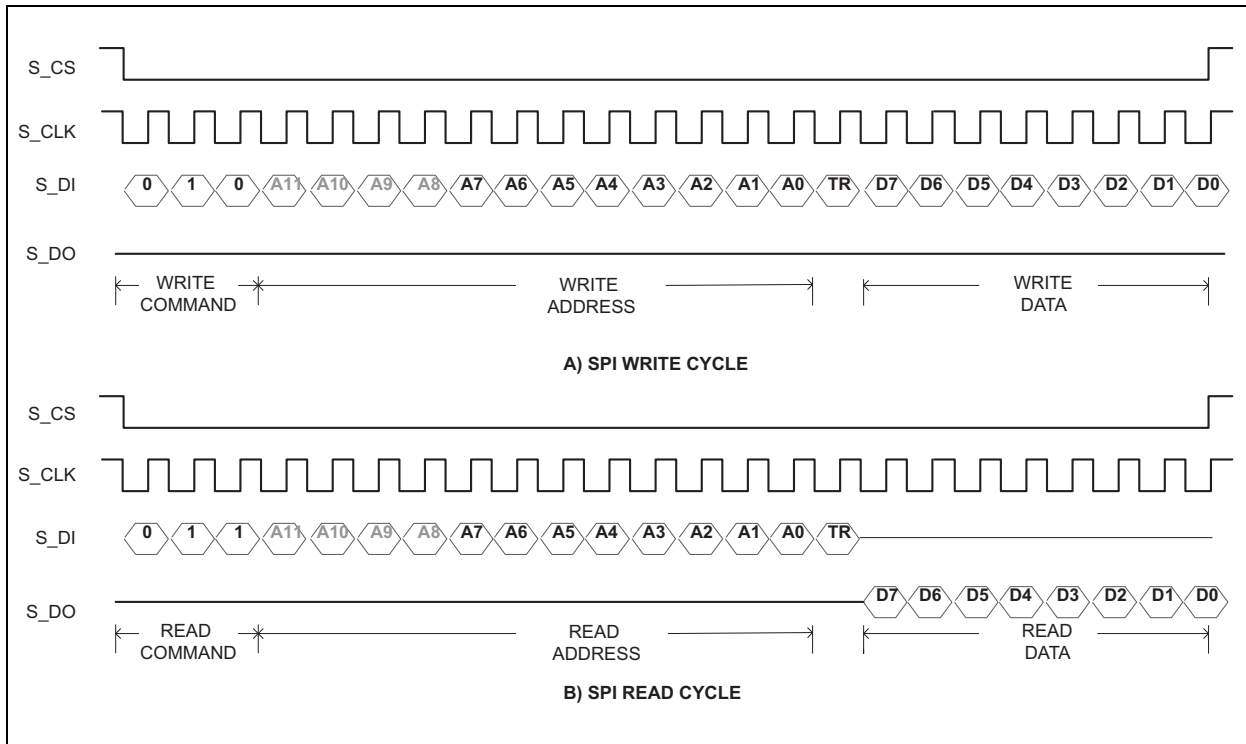 S_CS
S_CLK
S_DI 0 1 0 A11 A10 A9 A8 A7 A6 A5 A4 A3 A2 A1 A0 TR D7 D6 D5 D4 D3 D2 D1 D0
S_DO
WRITE WRITE WRITE
COMMAND ADDRESS DATA
A) SPI WRITE CYCLE
S_CS
S_CLK
S_DI 0 1 1 A11 A10 A9 A8 A7 A6 A5 A4 A3 A2 A1 A0 TR
S_DO D7 D6 D5 D4 D3 D2 D1 D0
READ READ READ
COMMAND ADDRESS DATA
B) SPI READ CYCLE